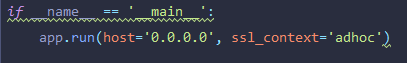 if __name__ == '__main__':
    app.run(host='0.0.0.0', ssl_context='adhoc')